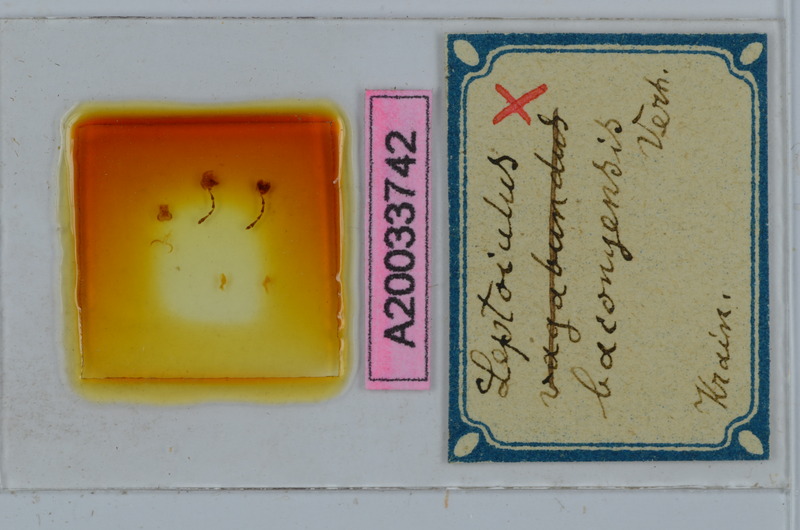 A20033742
X
Leptoiulus
vagabundus
baconyensis
Verh.
Krain.